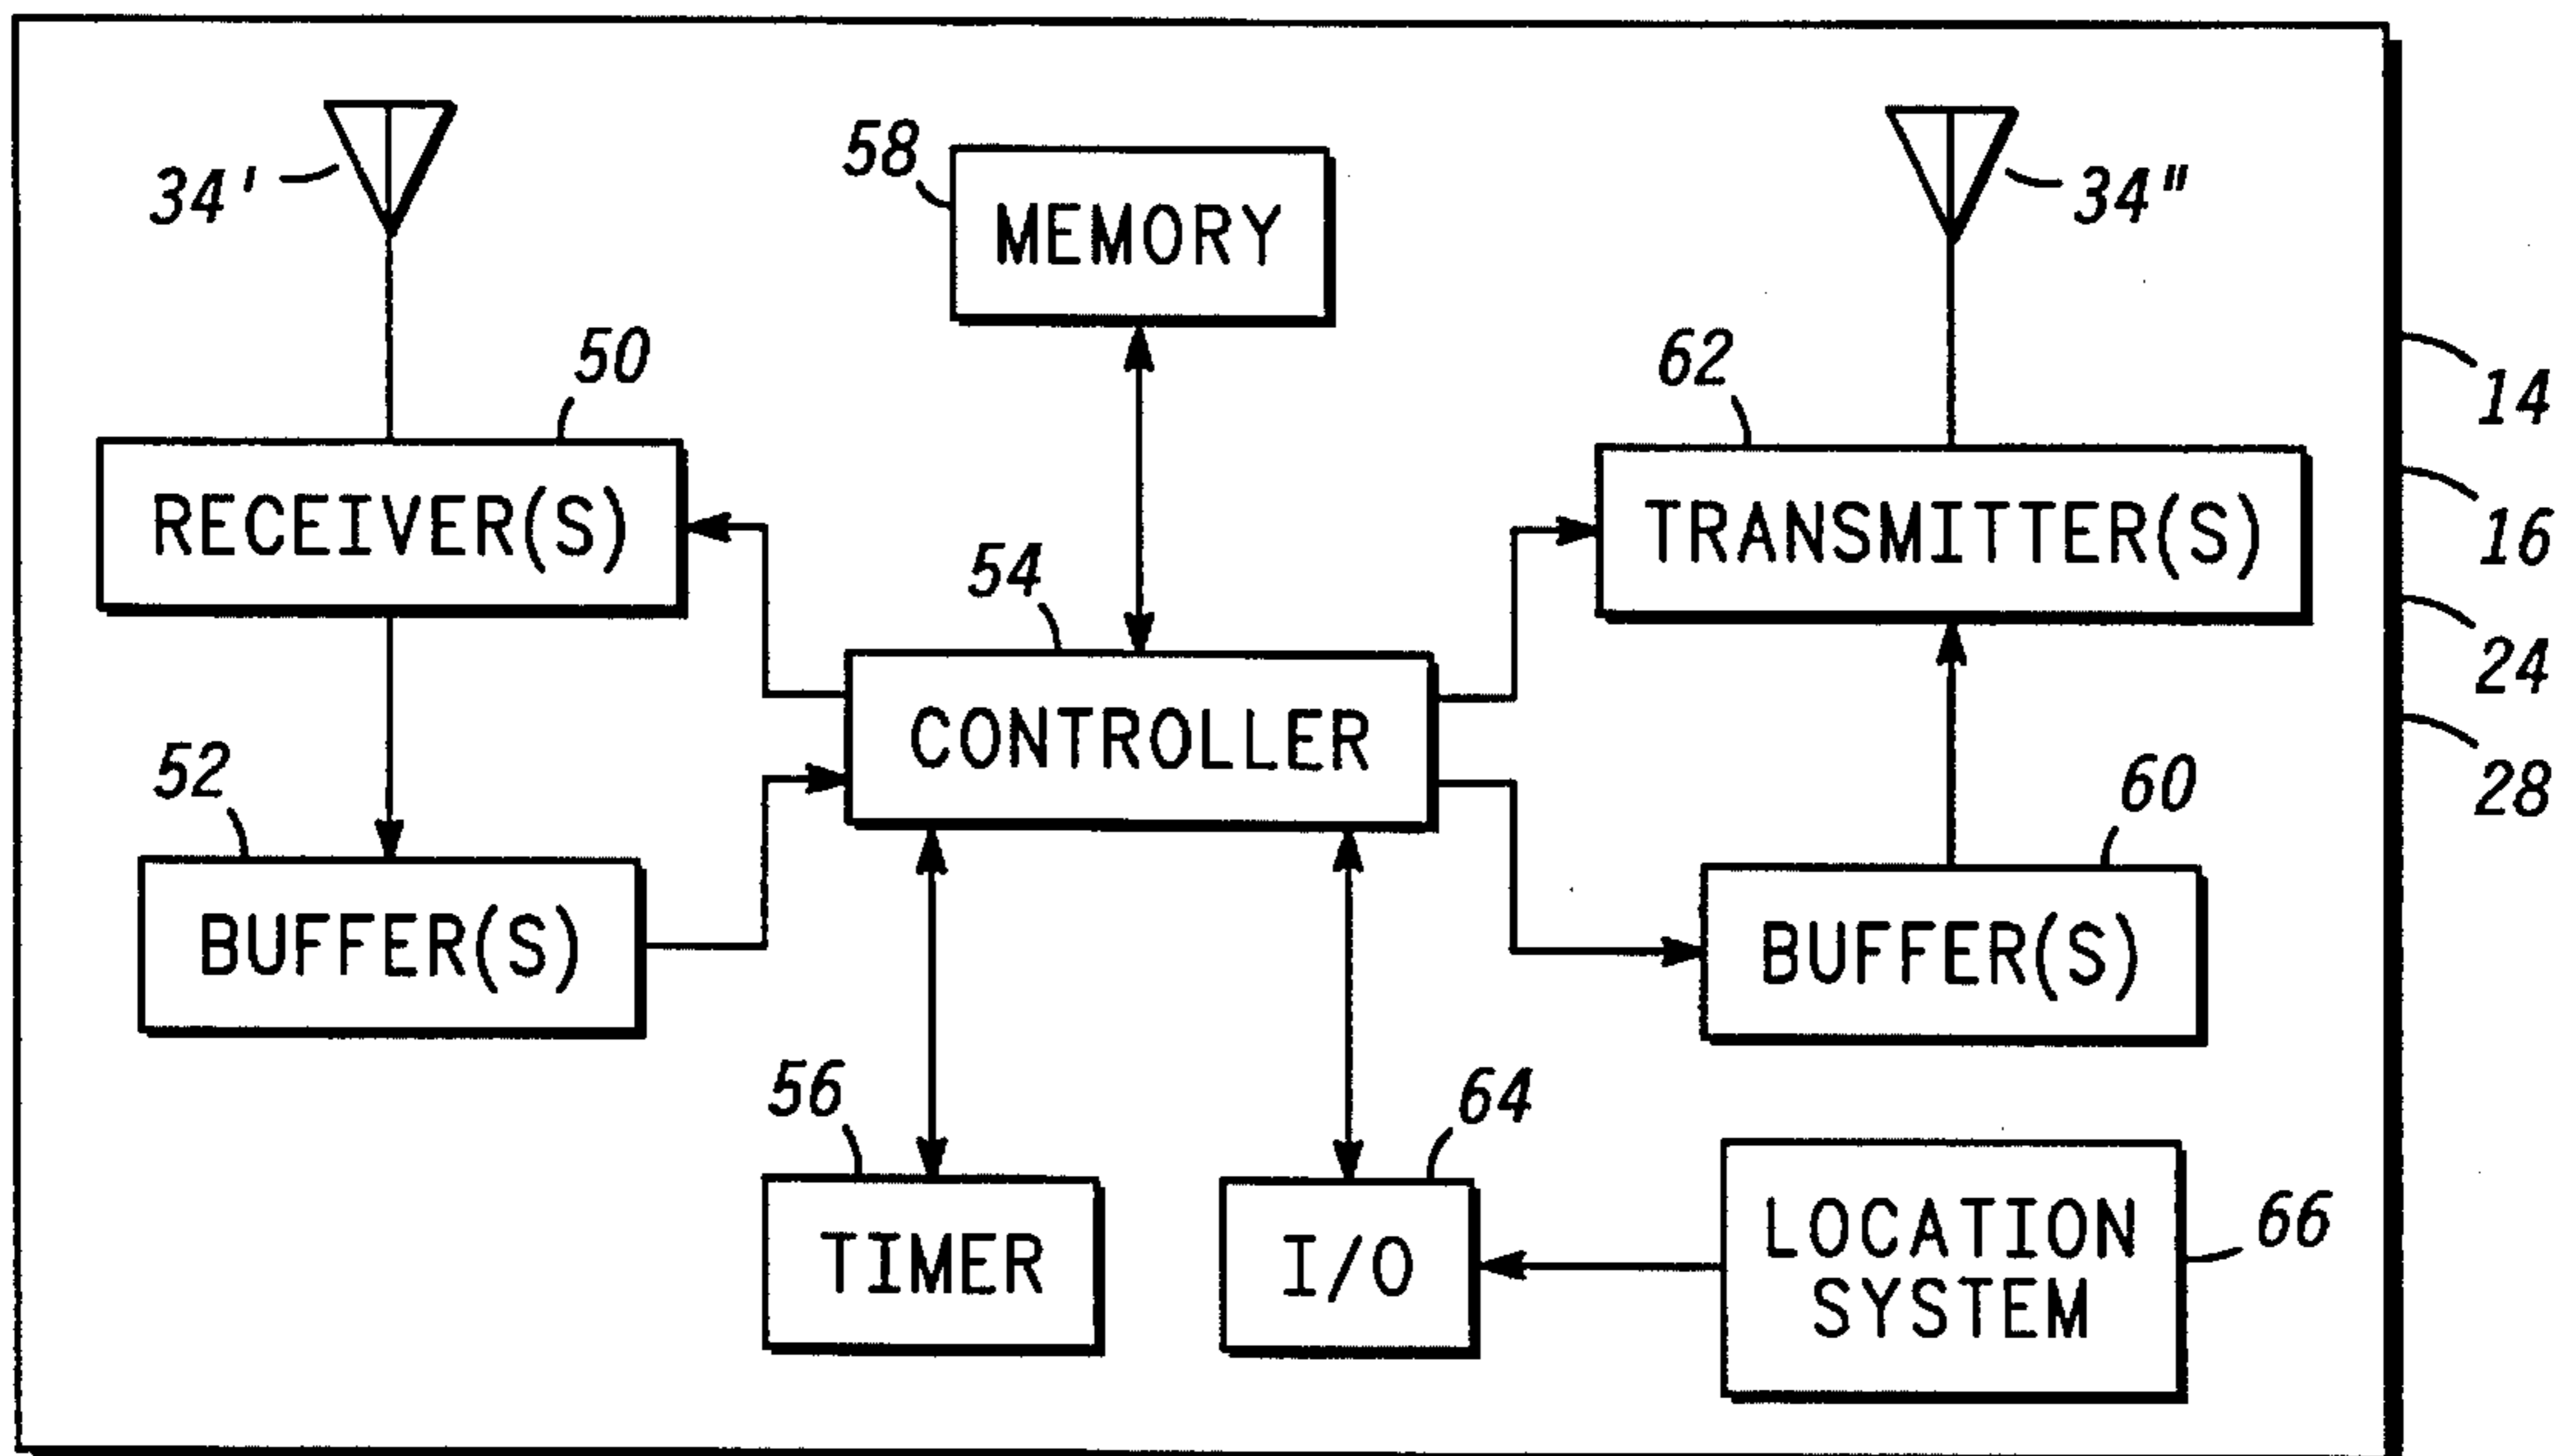 34'
58
MEMORY
34"
50
RECEIVER(S)
62
TRANSMITTER(S)
14
16
24
28
54
CONTROLLER
52
BUFFER(S)
60
BUFFER(S)
56
TIMER
64
I/O
LOCATION
SYSTEM
66